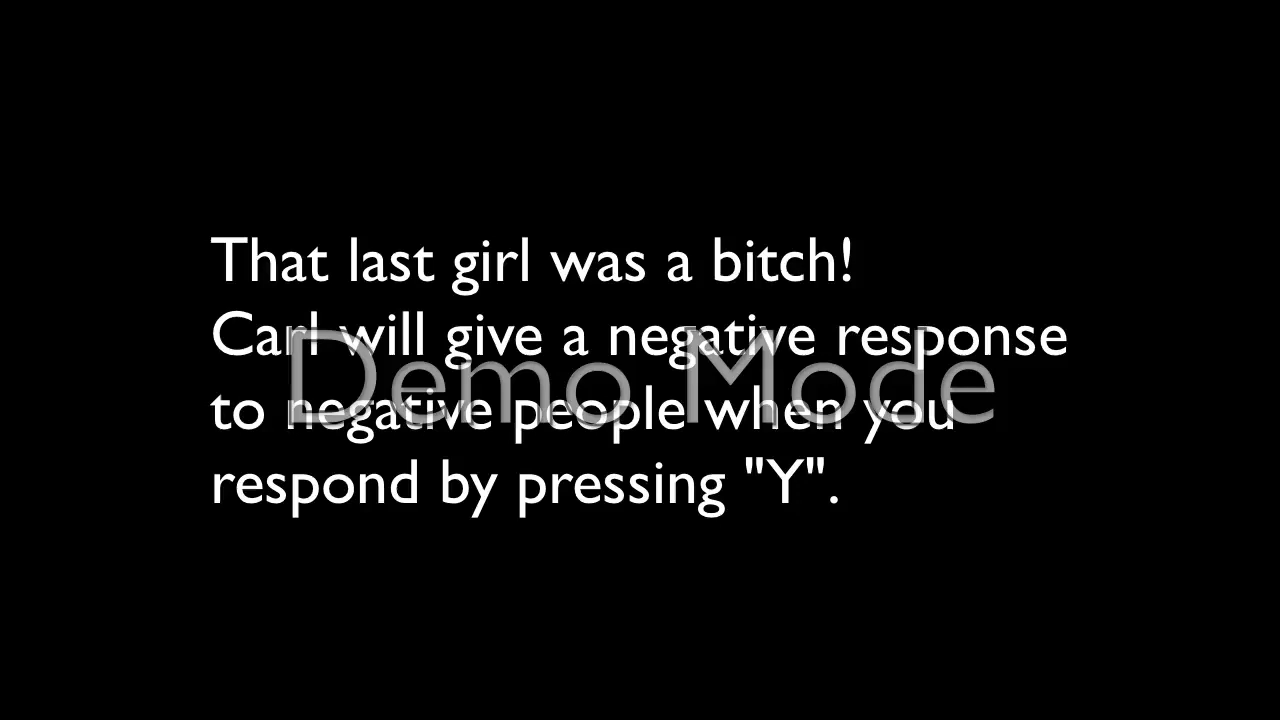 That last girl was a bitch!
Carl will give a negative response
Demo Mode
to negative people when you
respond by pressing "Y".